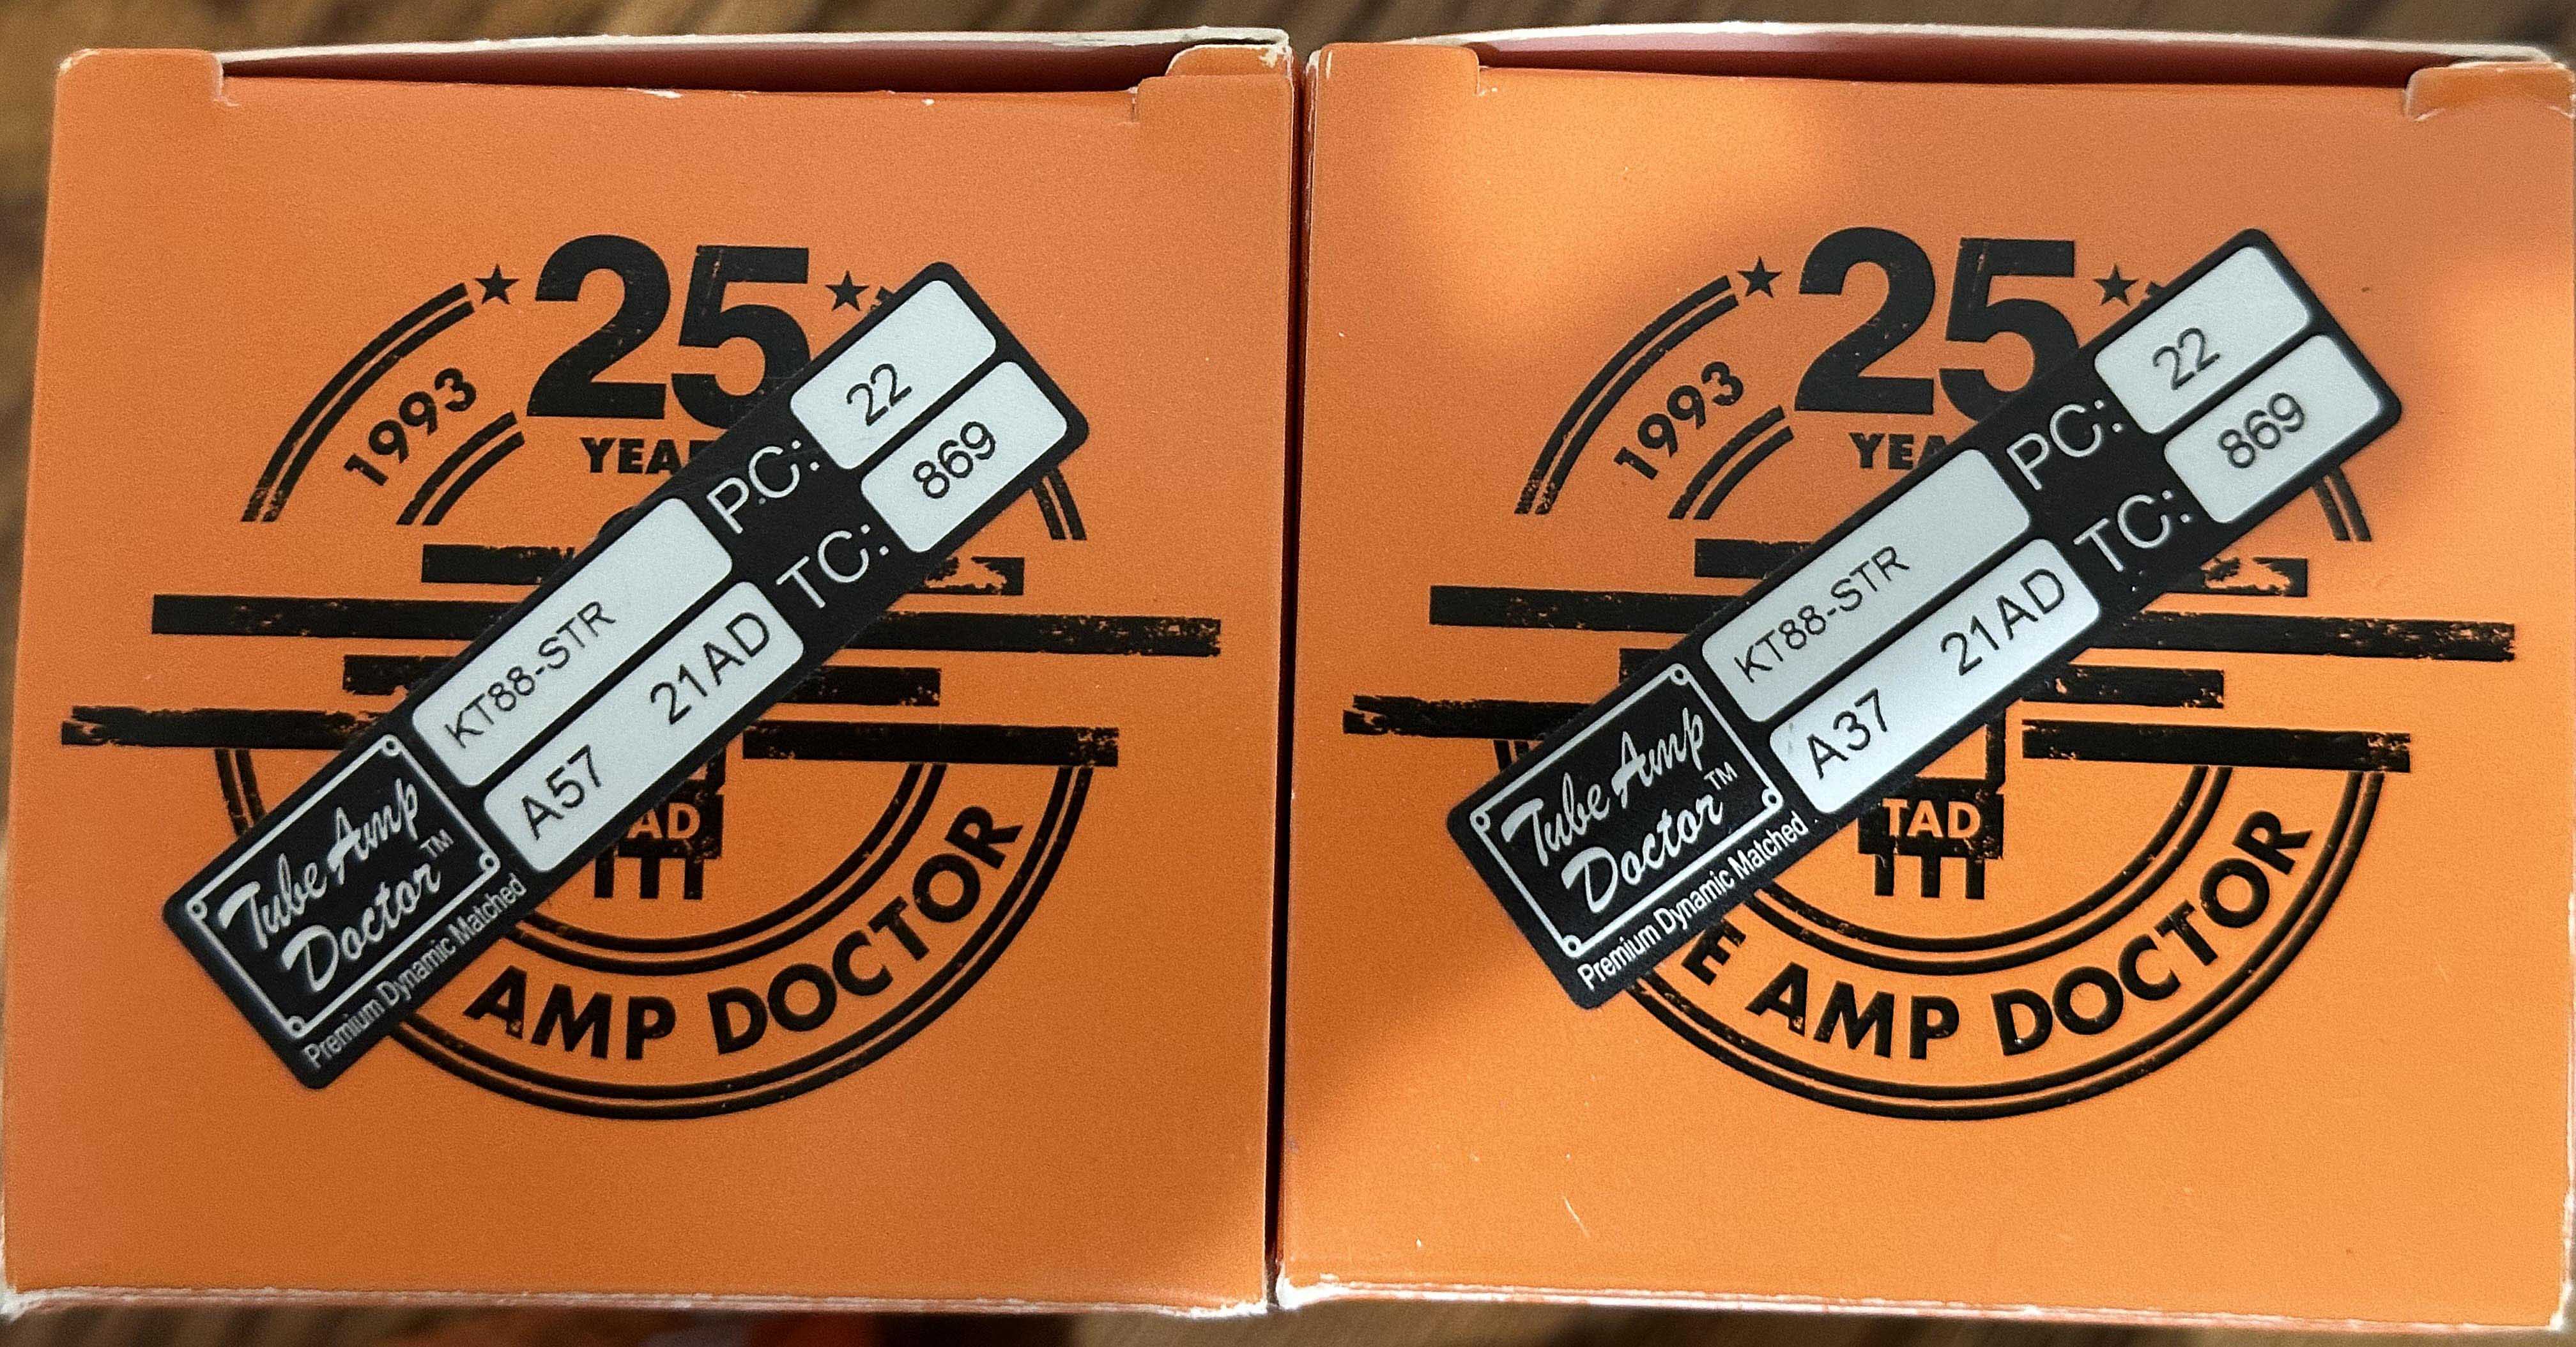 25
1993
YEA
PC: 22
TC: 869
KT88-STR
A57 21AD
Tube Amp
Doctor™
Premium Dynamic Matched
AD
AMP DOCTOR
25
1993
YEA
PC: 22
TC: 869
KT88-STR
A37 21AD
Tube Amp
Doctor™
Premium Dynamic Matched
TAD
E AMP DOCTOR